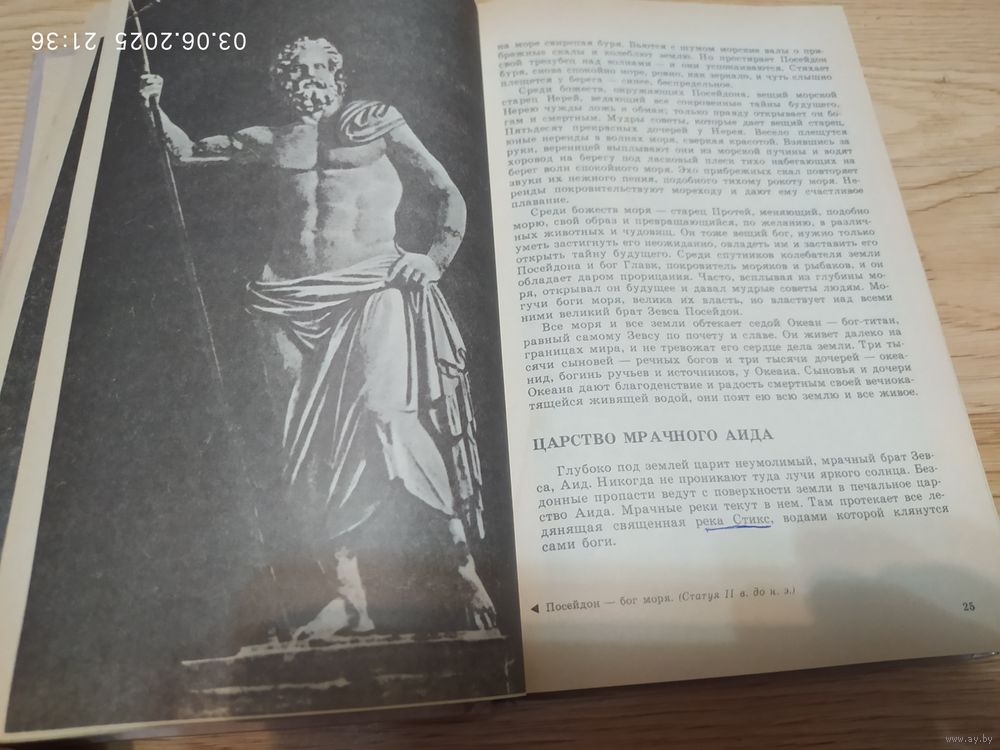 03.06.2025 21:36
на море свирепая буря. Вьются с шумом морские валы о при-
брежные скалы и колеблют землю. Но простирает Посейдон
свой трезубец над волнами — и они успокаиваются. Стихает
буря, снова спокойно море, ровно, как зеркало, и чуть слышно
плещется у берега — синее, беспредельное.
Среди божеств, окружающих Посейдона, вещий морской
старец Нерей, ведающий все сокровенные тайны будущего.
Нерею чужды ложь и обман; только правду открывает он бо-
гам и смертным. Мудры советы, которые дает вещий старец.
Пятьдесят прекрасных дочерей у Нерея. Весело плещутся
юные нереиды в волнах моря, сверкая красотой. Взявшись за
руки, вереницей выплывают они из морской пучины и водят
хоровод на берегу под ласковый плеск тихо набегающих на
берег волн спокойного моря. Эхо прибрежных скал повторяет
звуки их нежного пения, подобного тихому рокоту моря. Не-
реиды покровительствуют мореходу и дают ему счастливое
плавание.
Среди божеств моря — старец Протей, меняющий, подобно
морю, свой образ и превращающийся, по желанию, в различ-
ных животных и чудовищ. Он тоже вещий бог, нужно только
уметь застигнуть его неожиданно, овладеть им и заставить его
открыть тайну будущего. Среди спутников колебателя земли
Посейдона и бог Главк, покровитель моряков и рыбаков, и он
обладает даром прорицания. Часто, всплывая из глубины мо-
ря, открывал он будущее и давал мудрые советы людям. Мо-
гучи боги моря, велика их власть, но властвует над всеми
ними великий брат Зевса Посейдон.
Все моря и все земли обтекает седой Океан — бог-титан,
равный самому Зевсу по почету и славе. Он живет далеко на
границах мира, и не тревожат его сердце дела земли. Три ты-
сячи сыновей — речных богов и три тысячи дочерей — океа-
нид, богинь ручьев и источников, у Океана. Сыновья и дочери
Океана дают благоденствие и радость смертным своей вечнока-
тящейся живящей водой, они поят ею всю землю и все живое.
ЦАРСТВО МРАЧНОГО АИДА
Глубоко под землей царит неумолимый, мрачный брат Зев-
са, Аид. Никогда не проникают туда лучи яркого солнца. Без-
донные пропасти ведут с поверхности земли в печальное цар-
ство Аида. Мрачные реки текут в нем. Там протекает все ле-
дянящая священная река Стикс, водами которой клянутся
сами боги.
◄ Посейдон — бог моря. (Статуя II в. до н. э.)
25
www.ay.by